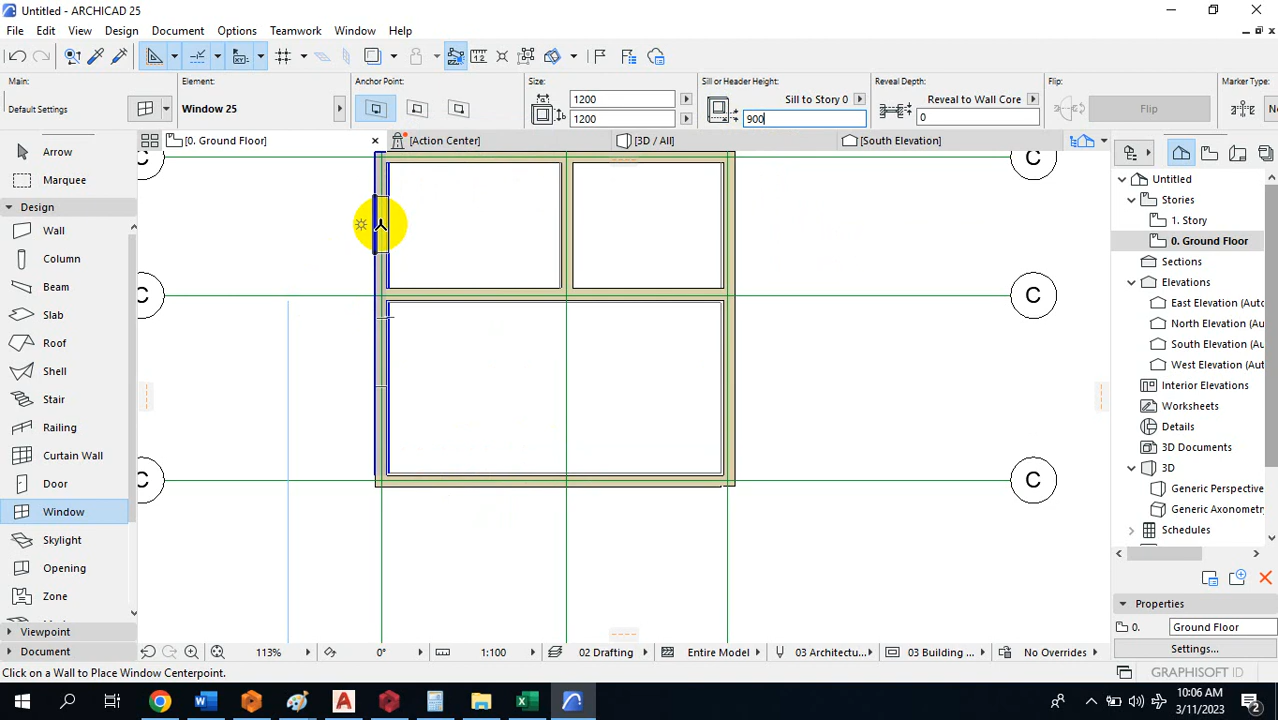 Untitled - ARCHICAD 25
File Edit View Design Document Options Teamwork Window Help
Main: Element: Anchor Point: Size: Sill or Header Height: Reveal Depth: Flip: Marker Type:
Default Settings Window 25 1200 1200 Sill to Story 0 900 Reveal to Wall Core 0 Flip
[0. Ground Floor] [Action Center] [3D / All] [South Elevation]
Arrow
Marquee
Design
Wall
Column
Beam
Slab
Roof
Shell
Stair
Railing
Curtain Wall
Door
Window
Skylight
Opening
Zone
Viewpoint
Document
C C
C C
C C
Untitled
Stories
1. Story
0. Ground Floor
Sections
Elevations
East Elevation (Auto
North Elevation (Auto
South Elevation (Auto
West Elevation (Auto
Interior Elevations
Worksheets
Details
3D Documents
3D
Generic Perspective
Generic Axonometry
Schedules
Properties
0. Ground Floor
Settings...
113% 0° 1:100 02 Drafting Entire Model 03 Architectu... 03 Building ... No Overrides
Click on a Wall to Place Window Centerpoint. GRAPHISOFT ID
10:06 AM
3/11/2023
2